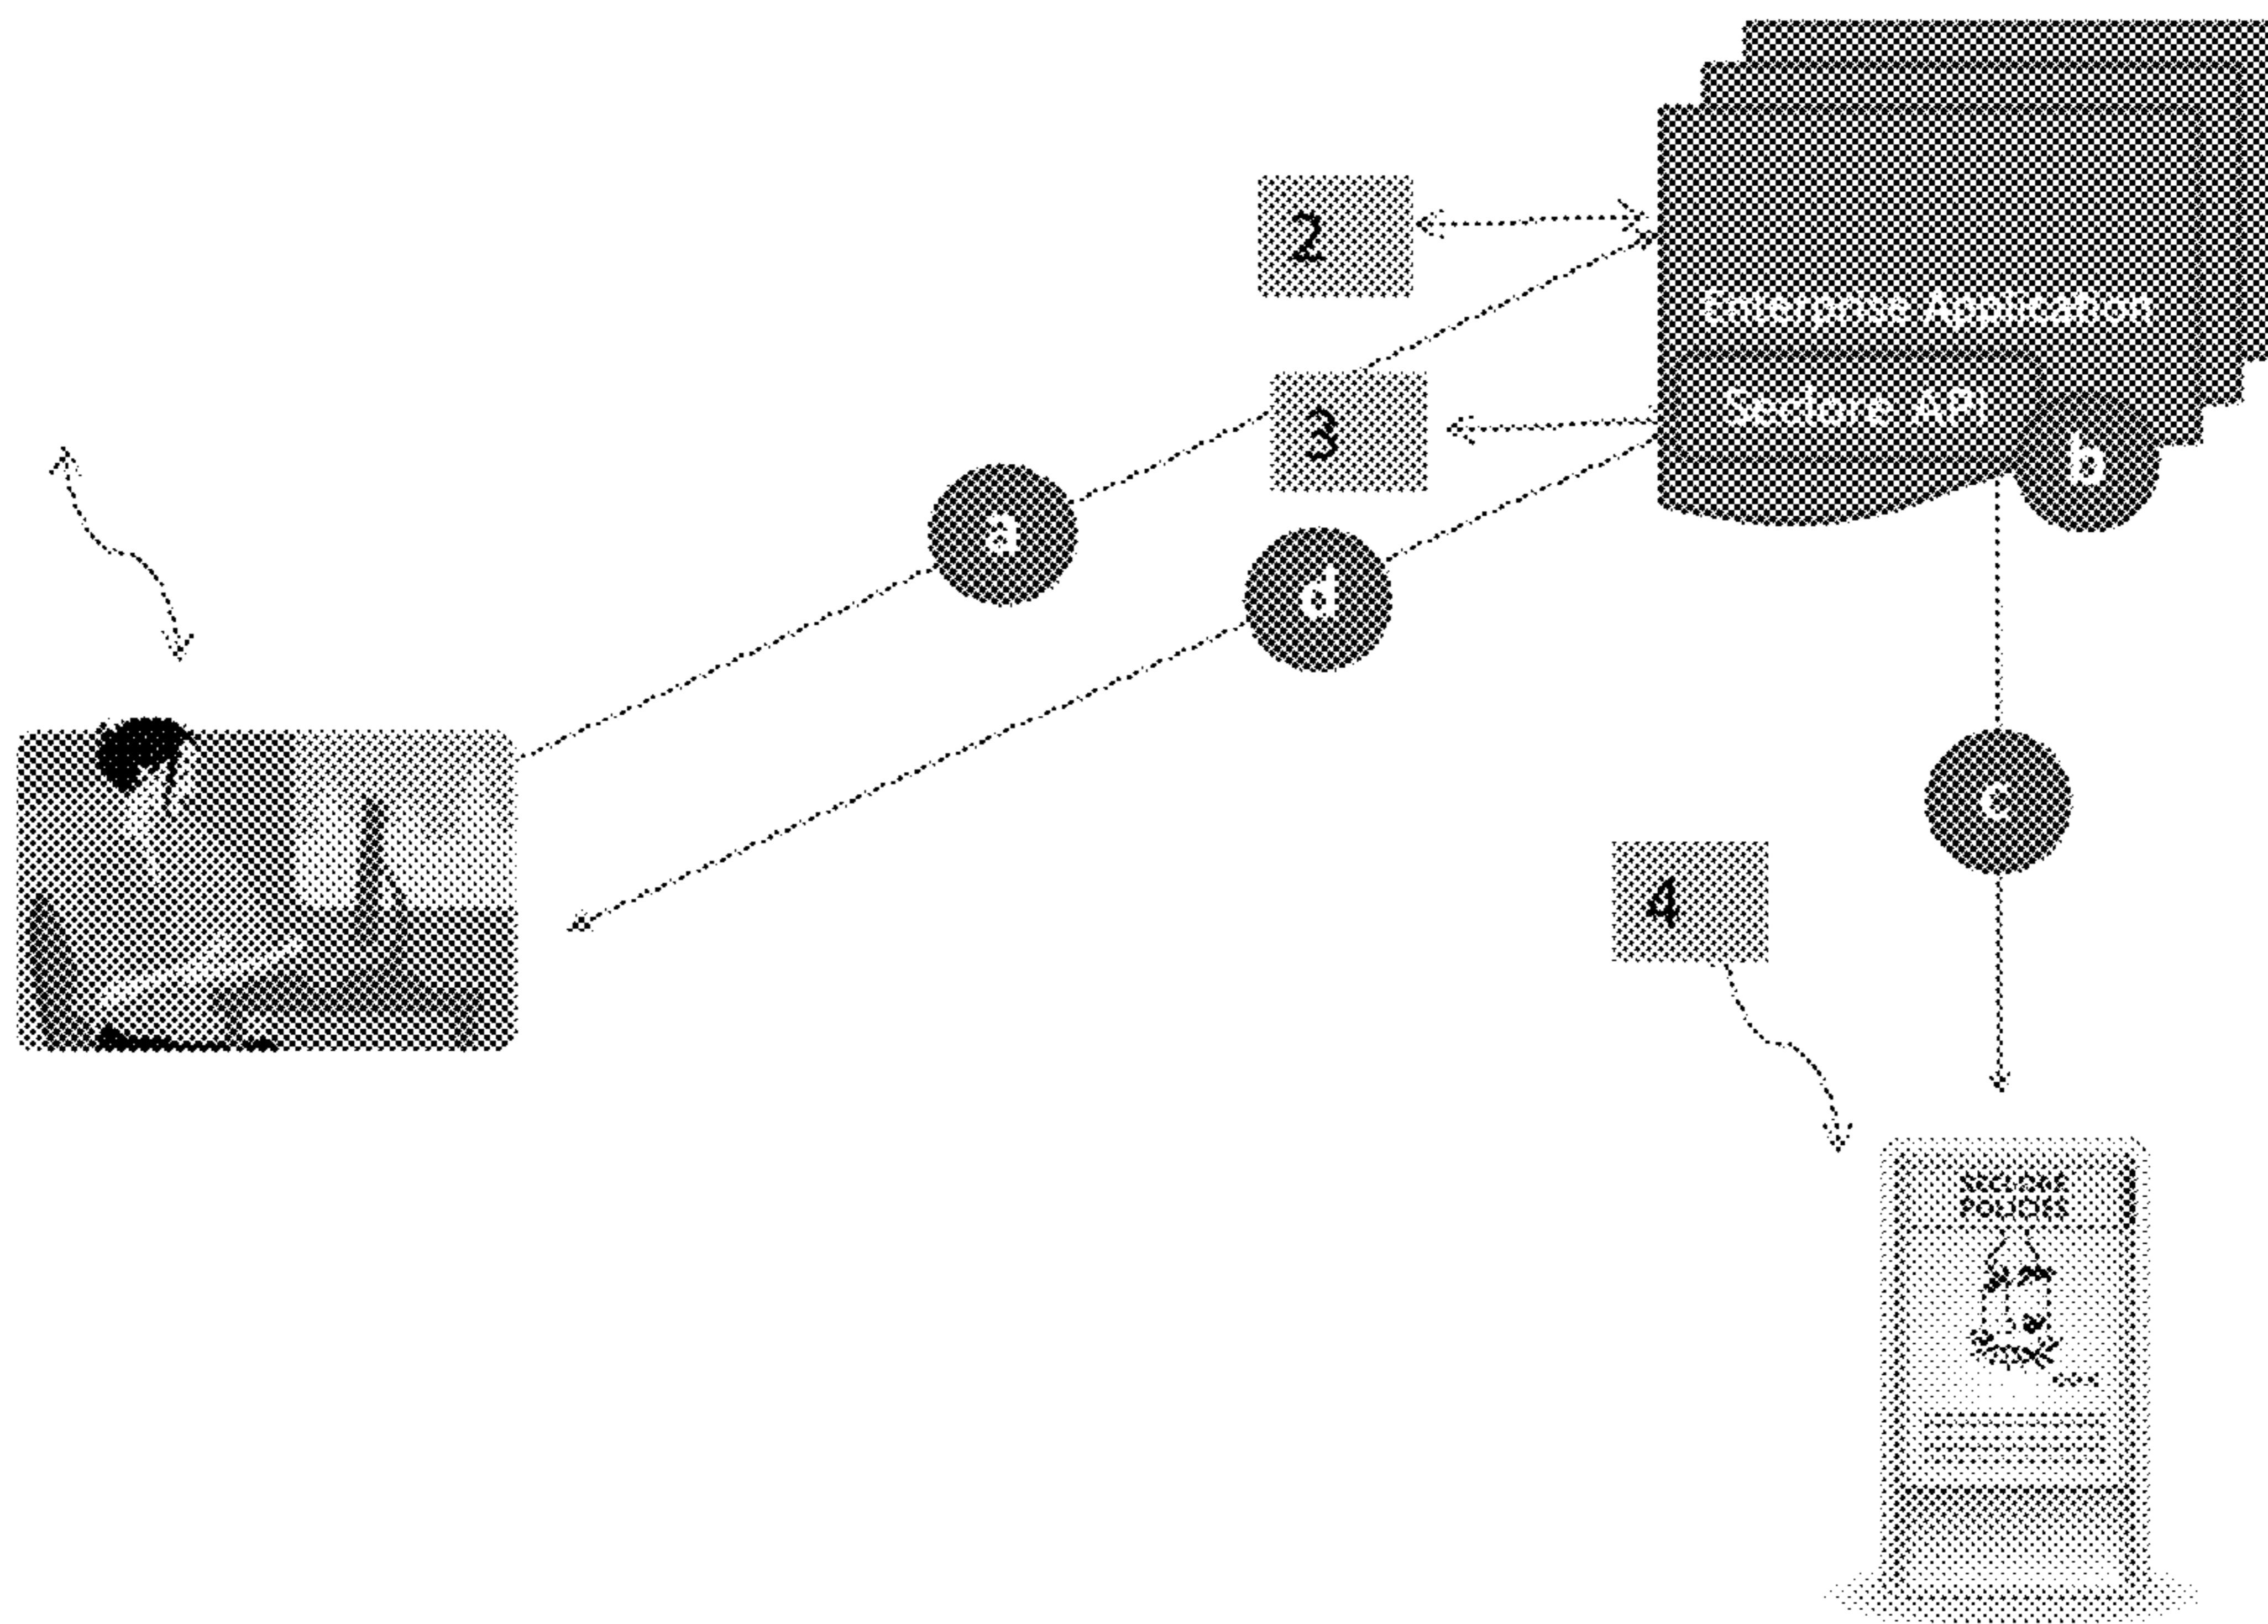 2
Enterprise Application
3
Seclore API
b
a
d
c
4
SECLORE
POLICIES